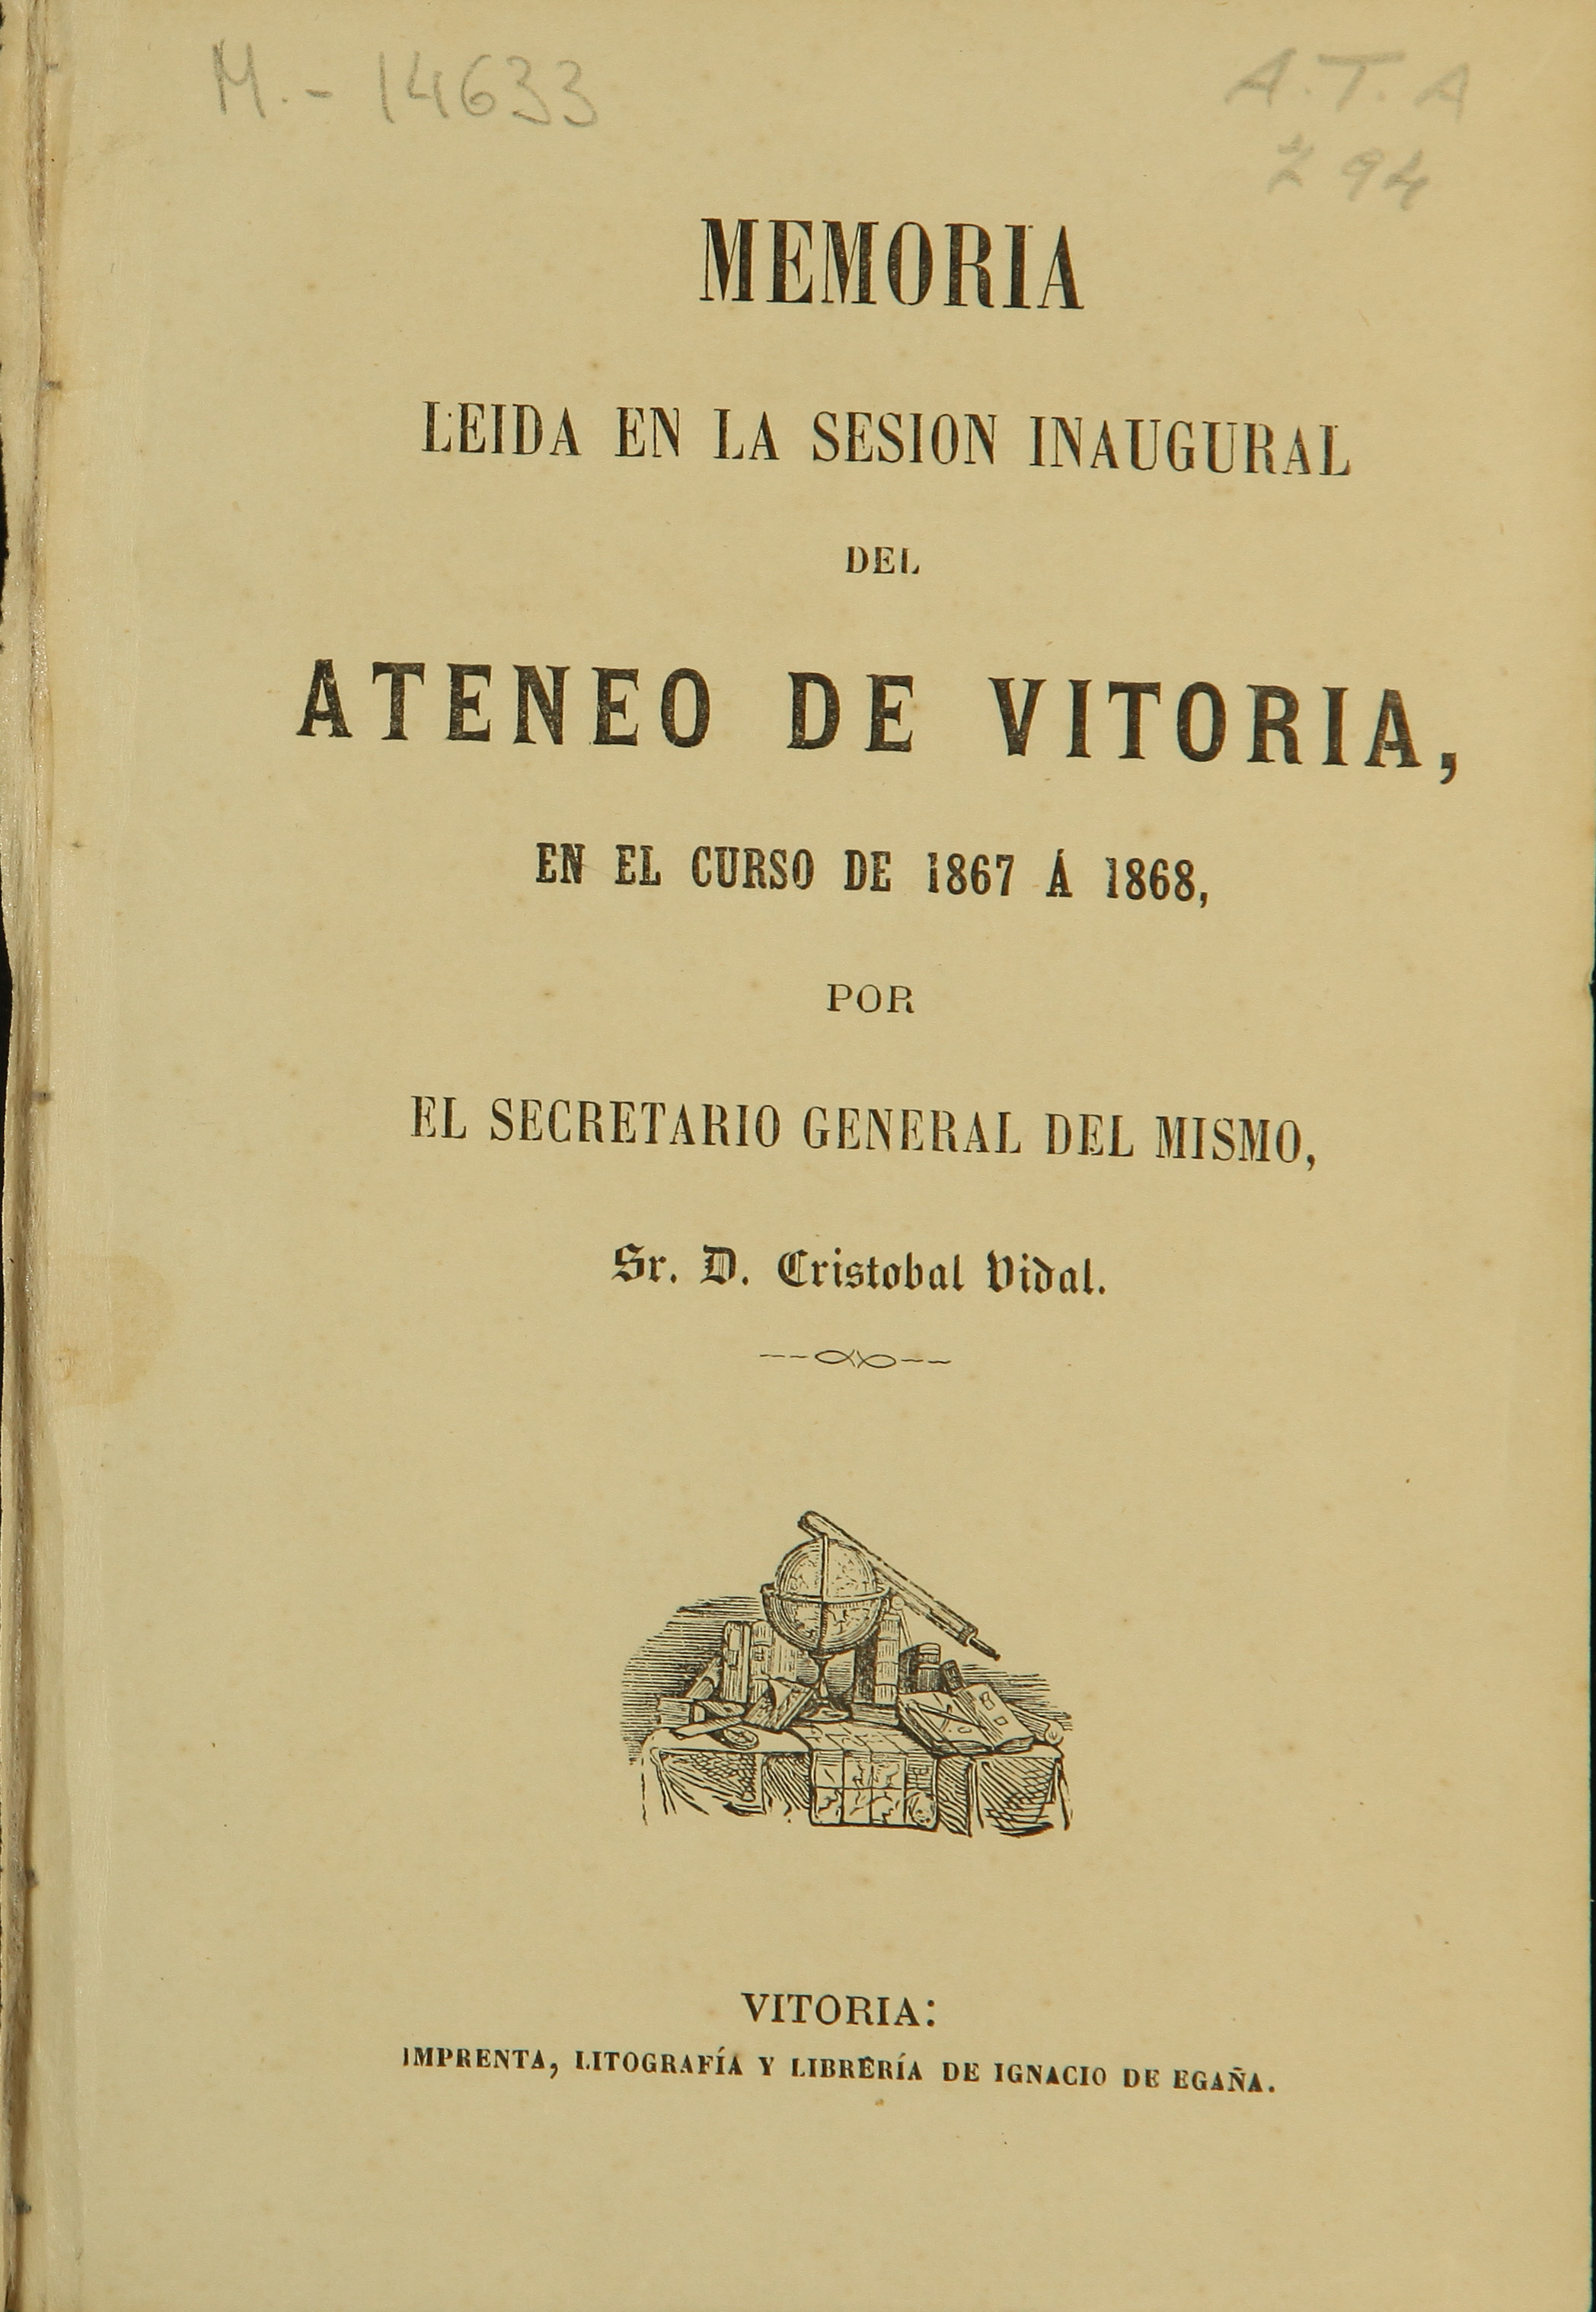 M.- 14633
A.T.A
794
MEMORIA
LEIDA EN LA SESION INAUGURAL
DEL
ATENEO DE VITORIA,
EN EL CURSO DE 1867 Á 1868,
POR
EL SECRETARIO GENERAL DEL MISMO,
Sr. D. Cristobal Vidal.
VITORIA:
IMPRENTA, LITOGRAFÍA Y LIBRERÍA DE IGNACIO DE EGAÑA.